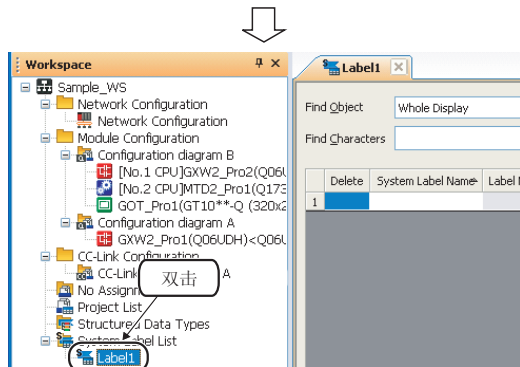 Workspace
Sample_WS
Network Configuration
Network Configuration
Module Configuration
Configuration diagram B
[No.1 CPU]GXW2_Pro2(Q06U
[No.2 CPU]MTD2_Pro1(Q173
GOT_Pro1(GT10**-Q (320x2
Configuration diagram A
GXW2_Pro1(Q06UDH)<Q06U
CC-Link Configuration
CC-Link A
双击
No Assignm
Project List
Structured Data Types
System Label List
Label1
Label1
Find Object Whole Display
Find Characters
Delete System Label Name Label
1